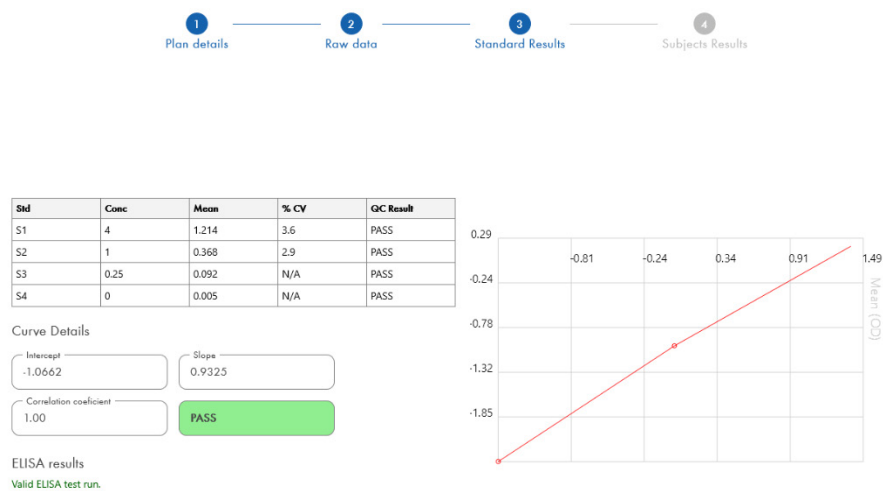 1 2 3 4
Plan details Raw data Standard Results Subjects Results
Std Conc Mean % CV QC Result
S1 4 1.214 3.6 PASS
S2 1 0.368 2.9 PASS
S3 0.25 0.092 N/A PASS
S4 0 0.005 N/A PASS
Curve Details
Intercept Slope
-1.0662 0.9325
Correlation coeficient
1.00 PASS
ELISA results
Valid ELISA test run.
0.29
-0.81 -0.24 0.34 0.91 1.49
-0.24
-0.78
-1.32
-1.85
Mean (OD)